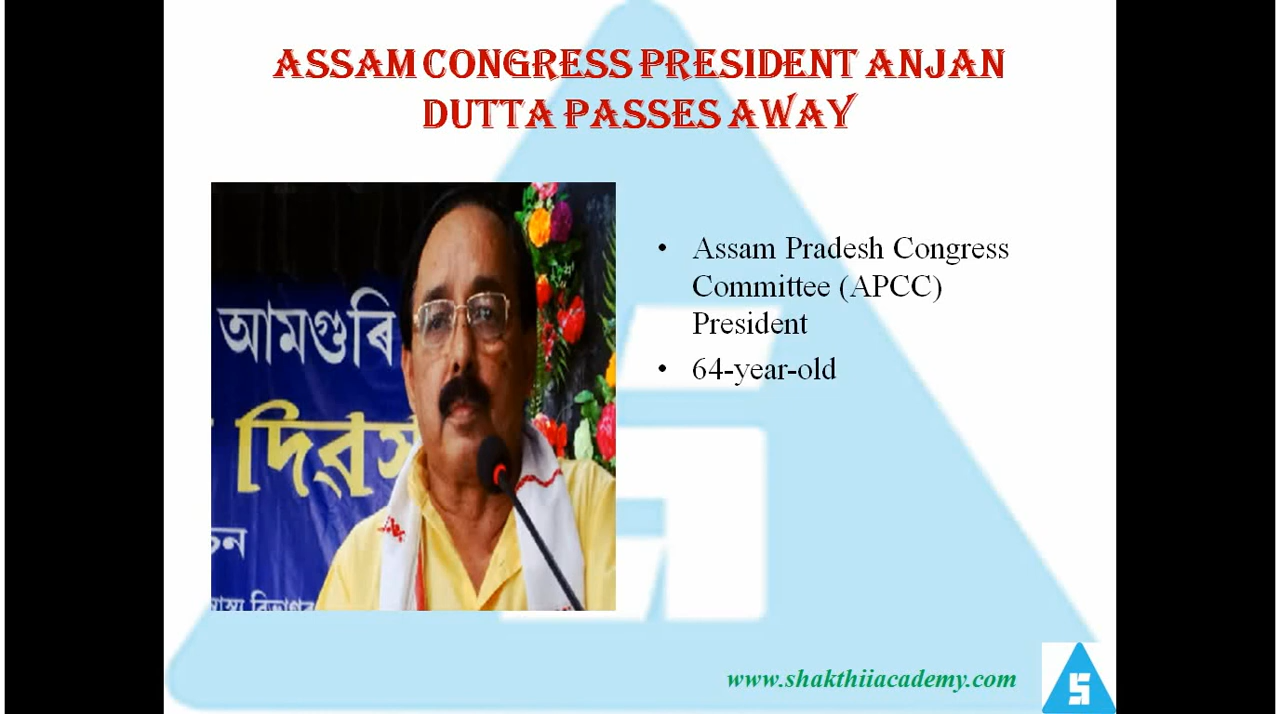 ASSAM CONGRESS PRESIDENT ANJAN
DUTTA PASSES AWAY
আমগুৰি
দিৱস
• Assam Pradesh Congress
Committee (APCC)
President
• 64-year-old
www.shakthiiacademy.com